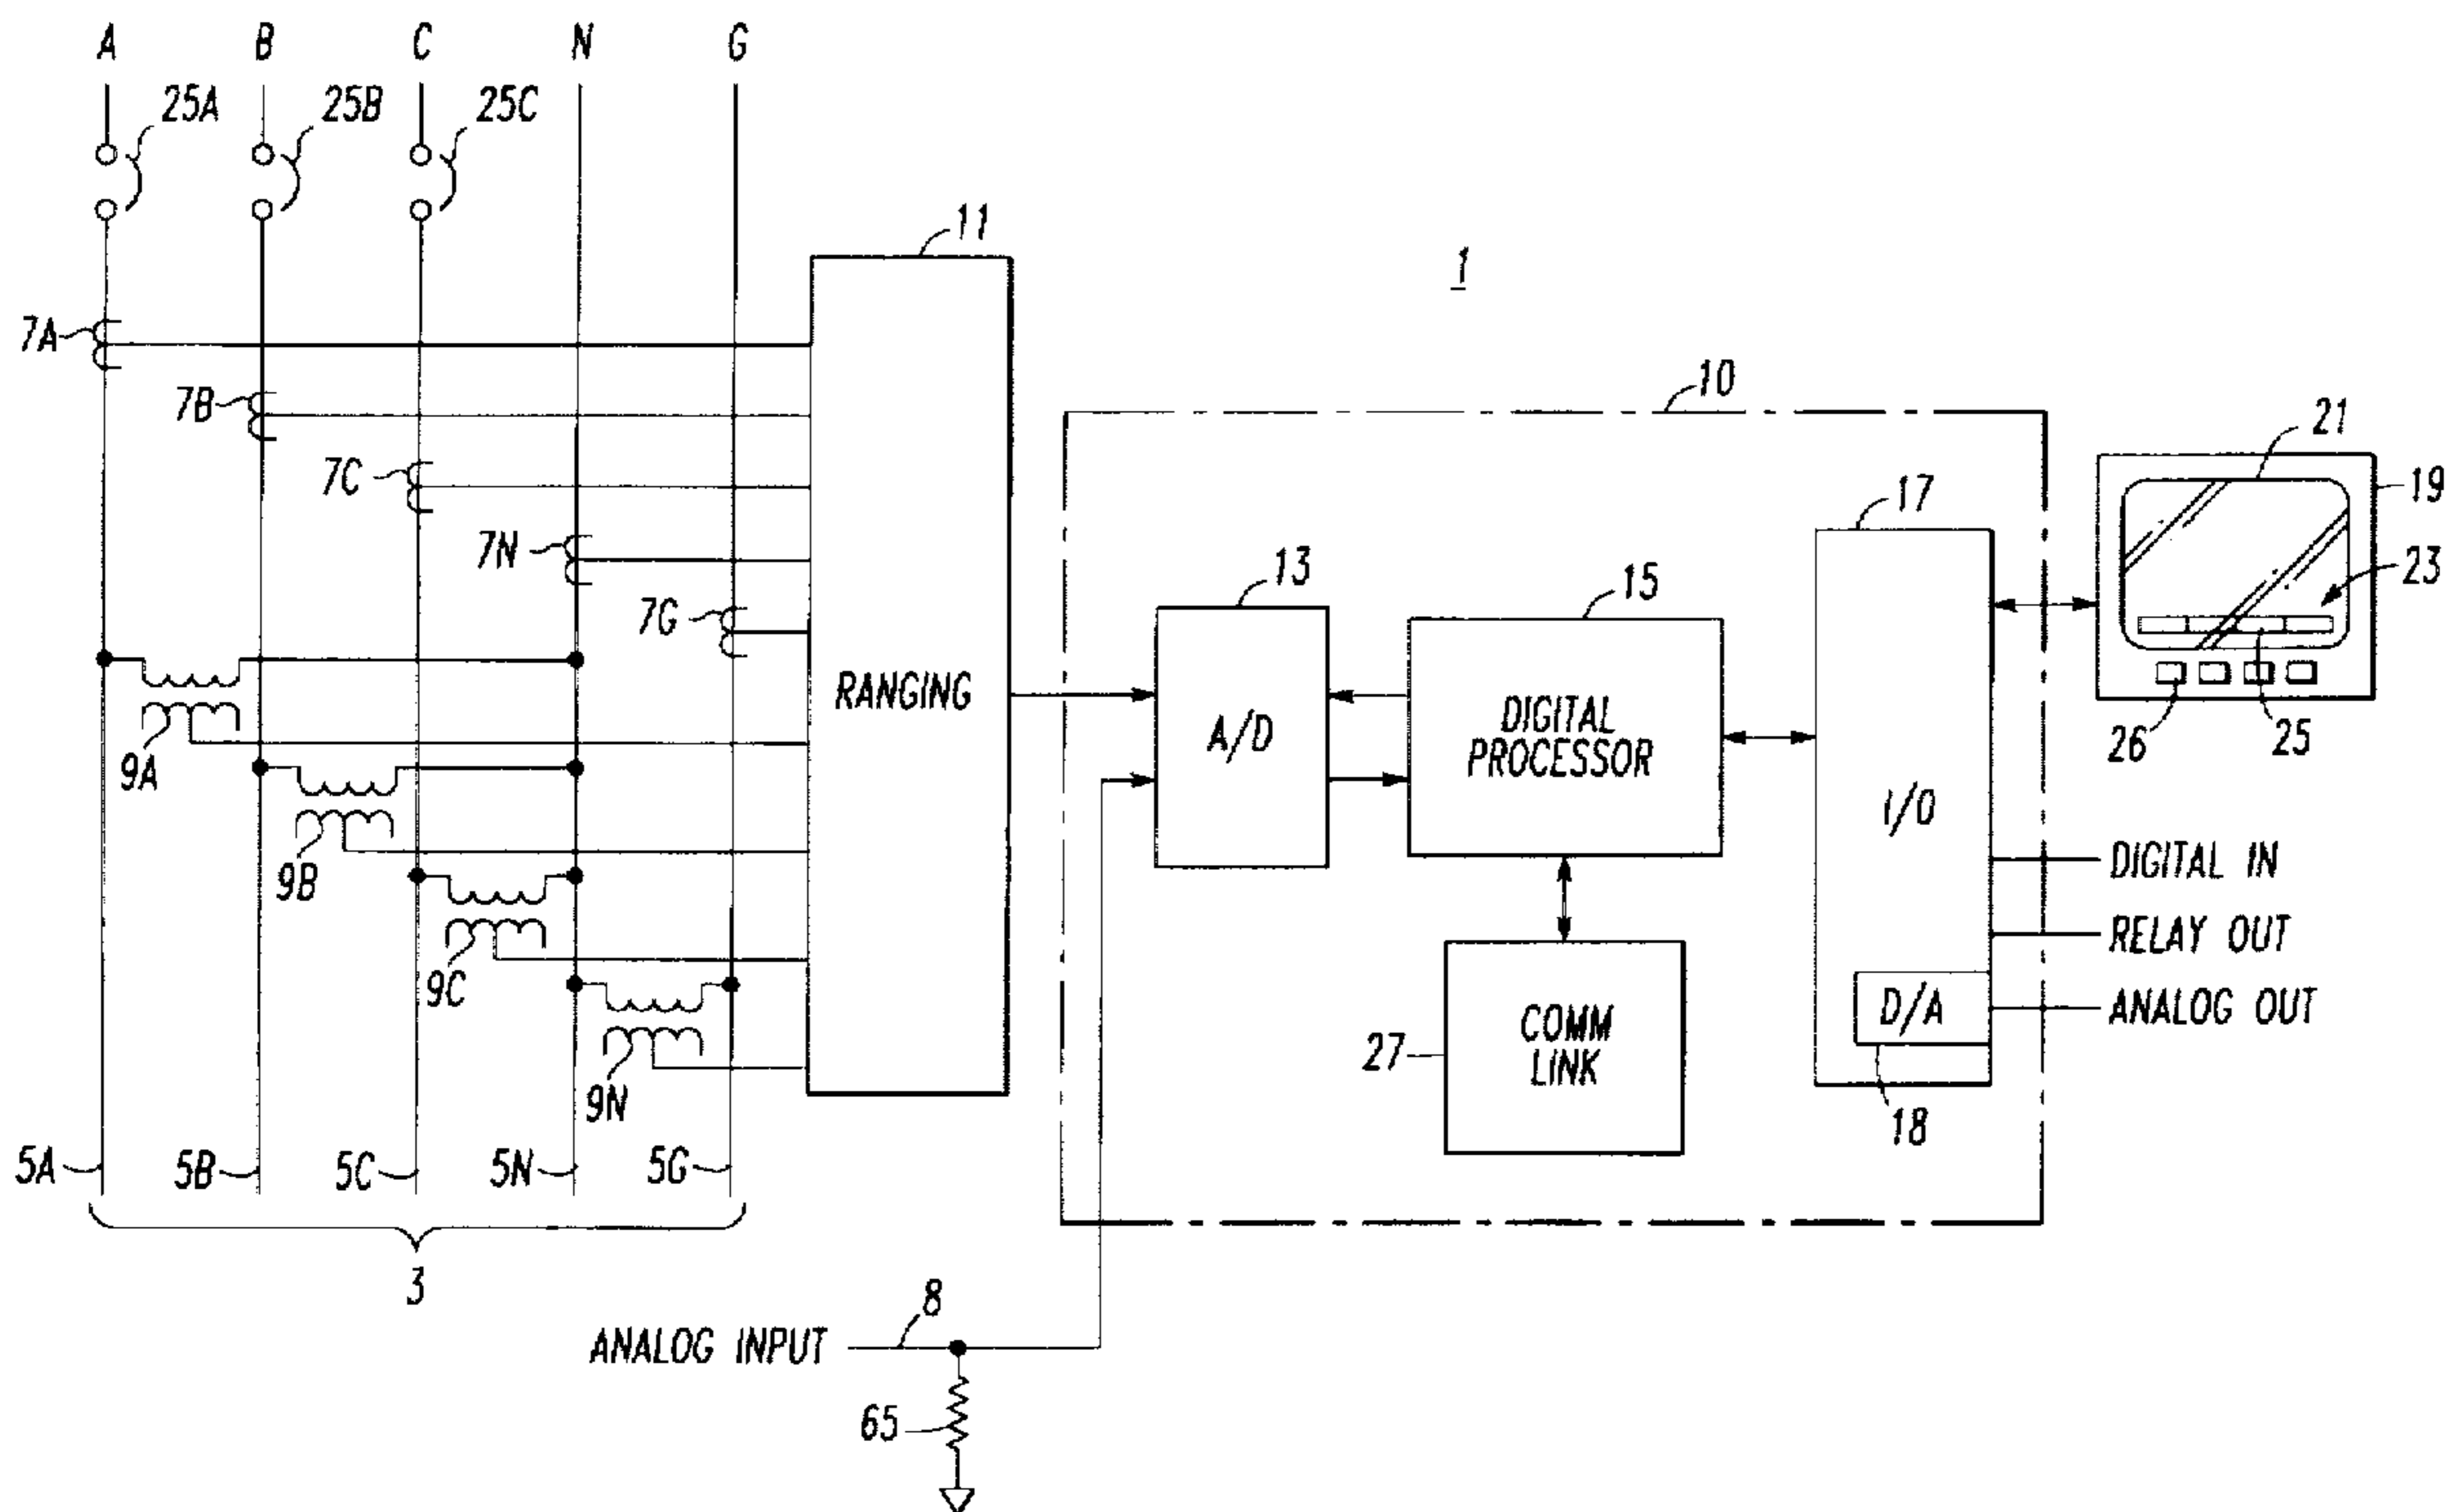 A B C N G
25A 25B 25C
11
1
7A
7B
7C
7N
7G
10
21
19
17
23
13
15
RANGING
A/D
DIGITAL
PROCESSOR
I/O
26 25
9A
9B
9C
9N
DIGITAL IN
RELAY OUT
ANALOG OUT
D/A
18
COMM
LINK
27
5A 5B 5C 5N 5G
3
ANALOG INPUT
8
65